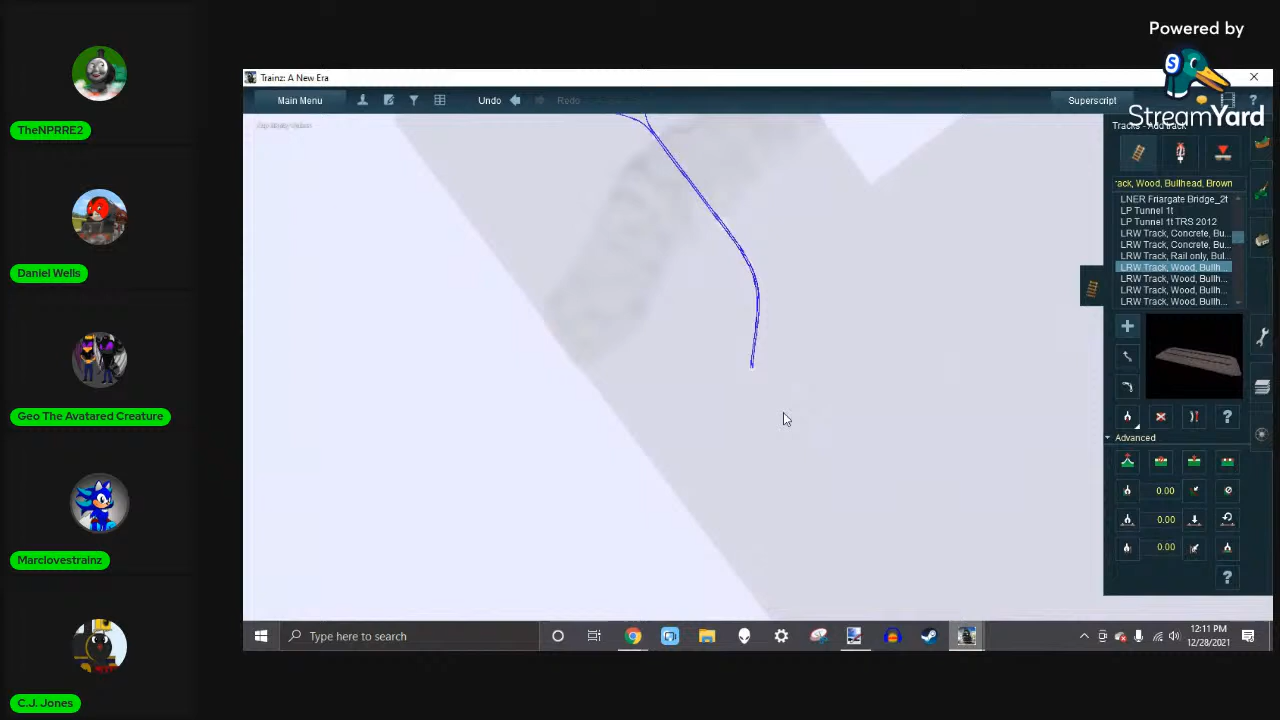 Powered by
StreamYard
TheNPRRE2
Daniel Wells
Geo The Avatared Creature
Marclovestrainz
C.J. Jones
Trainz: A New Era
Main Menu
Undo
Redo
Superscript
Tracks - Add track
rack, Wood, Bullhead, Brown
LNER Friargate Bridge_2t
LP Tunnel 1t
LP Tunnel 1t TRS 2012
LRW Track, Concrete, Bu...
LRW Track, Concrete, Bu...
LRW Track, Rail only, Bul...
LRW Track, Wood, Bullh...
LRW Track, Wood, Bullh...
LRW Track, Wood, Bullh...
LRW Track, Wood, Bullh...
Advanced
0.00
0.00
0.00
Type here to search
12:11 PM
12/28/2021